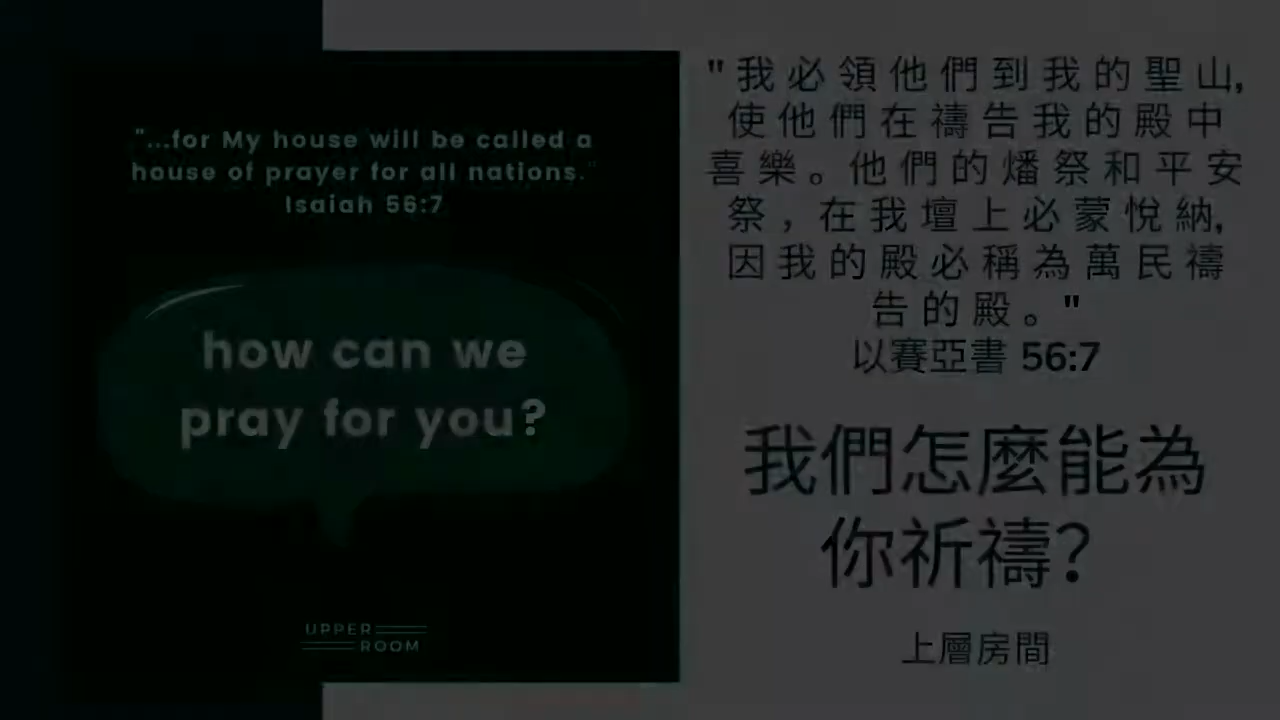 "...for My house will be called a
house of prayer for all nations."
Isaiah 56:7
how can we
pray for you?
UPPER
ROOM
"我必領他們到我的聖山,
使他們在禱告我的殿中
喜樂。他們的燔祭和平安
祭，在我壇上必蒙悅納,
因我的殿必稱為萬民禱
告的殿。"
以賽亞書 56:7
我們怎麼能為
你祈禱?
上層房間